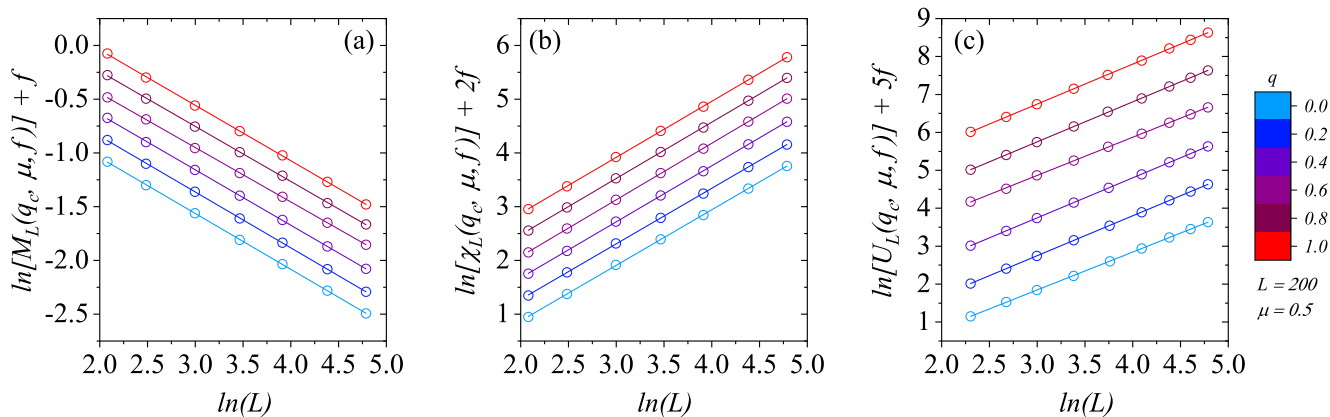 (a)
ln[M_L(q_c, μ, f)] + f
0.0
-0.5
-1.0
-1.5
-2.0
-2.5
2.0 2.5 3.0 3.5 4.0 4.5 5.0
ln(L)
(b)
ln[χ_L(q_c, μ, f)] + 2f
6
5
4
3
2
1
2.0 2.5 3.0 3.5 4.0 4.5 5.0
ln(L)
(c)
ln[U_L(q_c, μ, f)] + 5f
9
8
7
6
5
4
3
2
1
2.0 2.5 3.0 3.5 4.0 4.5 5.0
ln(L)
q
0.0
0.2
0.4
0.6
0.8
1.0
L = 200
μ = 0.5